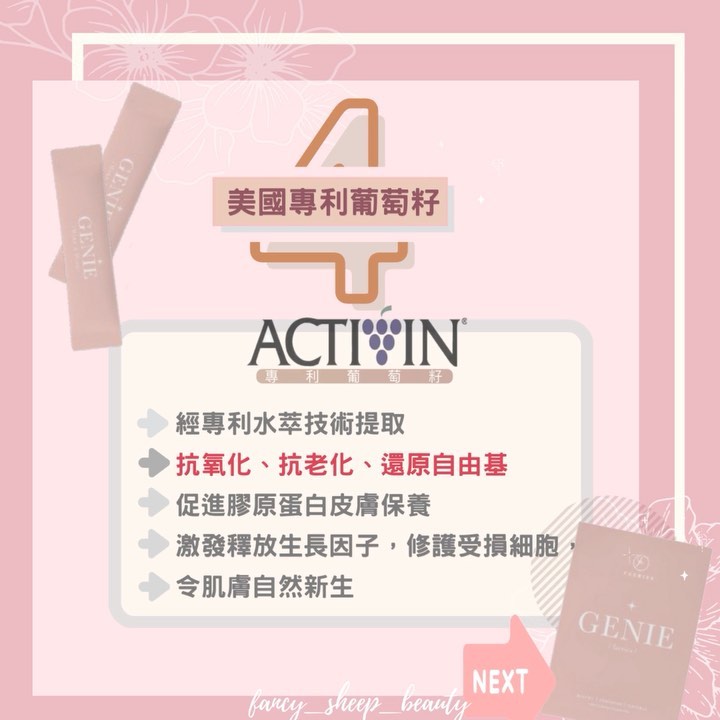 4
美國專利葡萄籽
GENiE
GENiE
ACTIVIN®
專利葡萄籽
經專利水萃技術提取
抗氧化、抗老化、還原自由基
促進膠原蛋白皮膚保養
激發釋放生長因子，修護受損細胞，
令肌膚自然新生
GENIE
NEXT
fancy_sheep_beauty